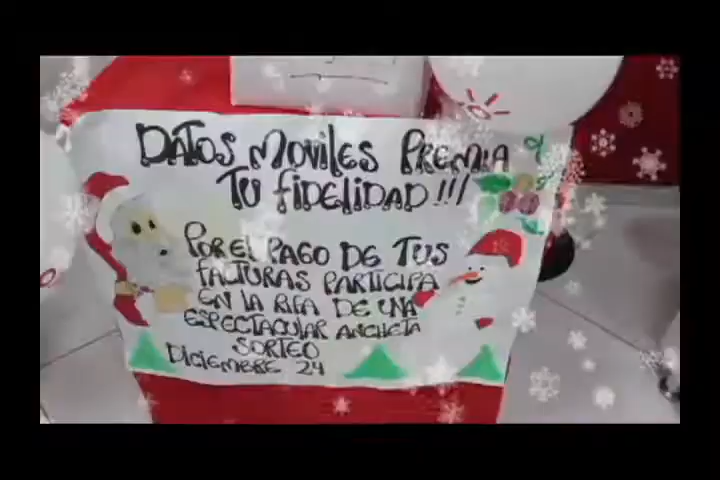 DATOS MOVILES PREMIA
TU FIDELIDAD!!!
POR EL PAGO DE TUS
FACTURAS PARTICIPA
EN LA RIFA DE UNA
ESPECTACULAR ANCHETA
SORTEO
DICIEMBRE 24